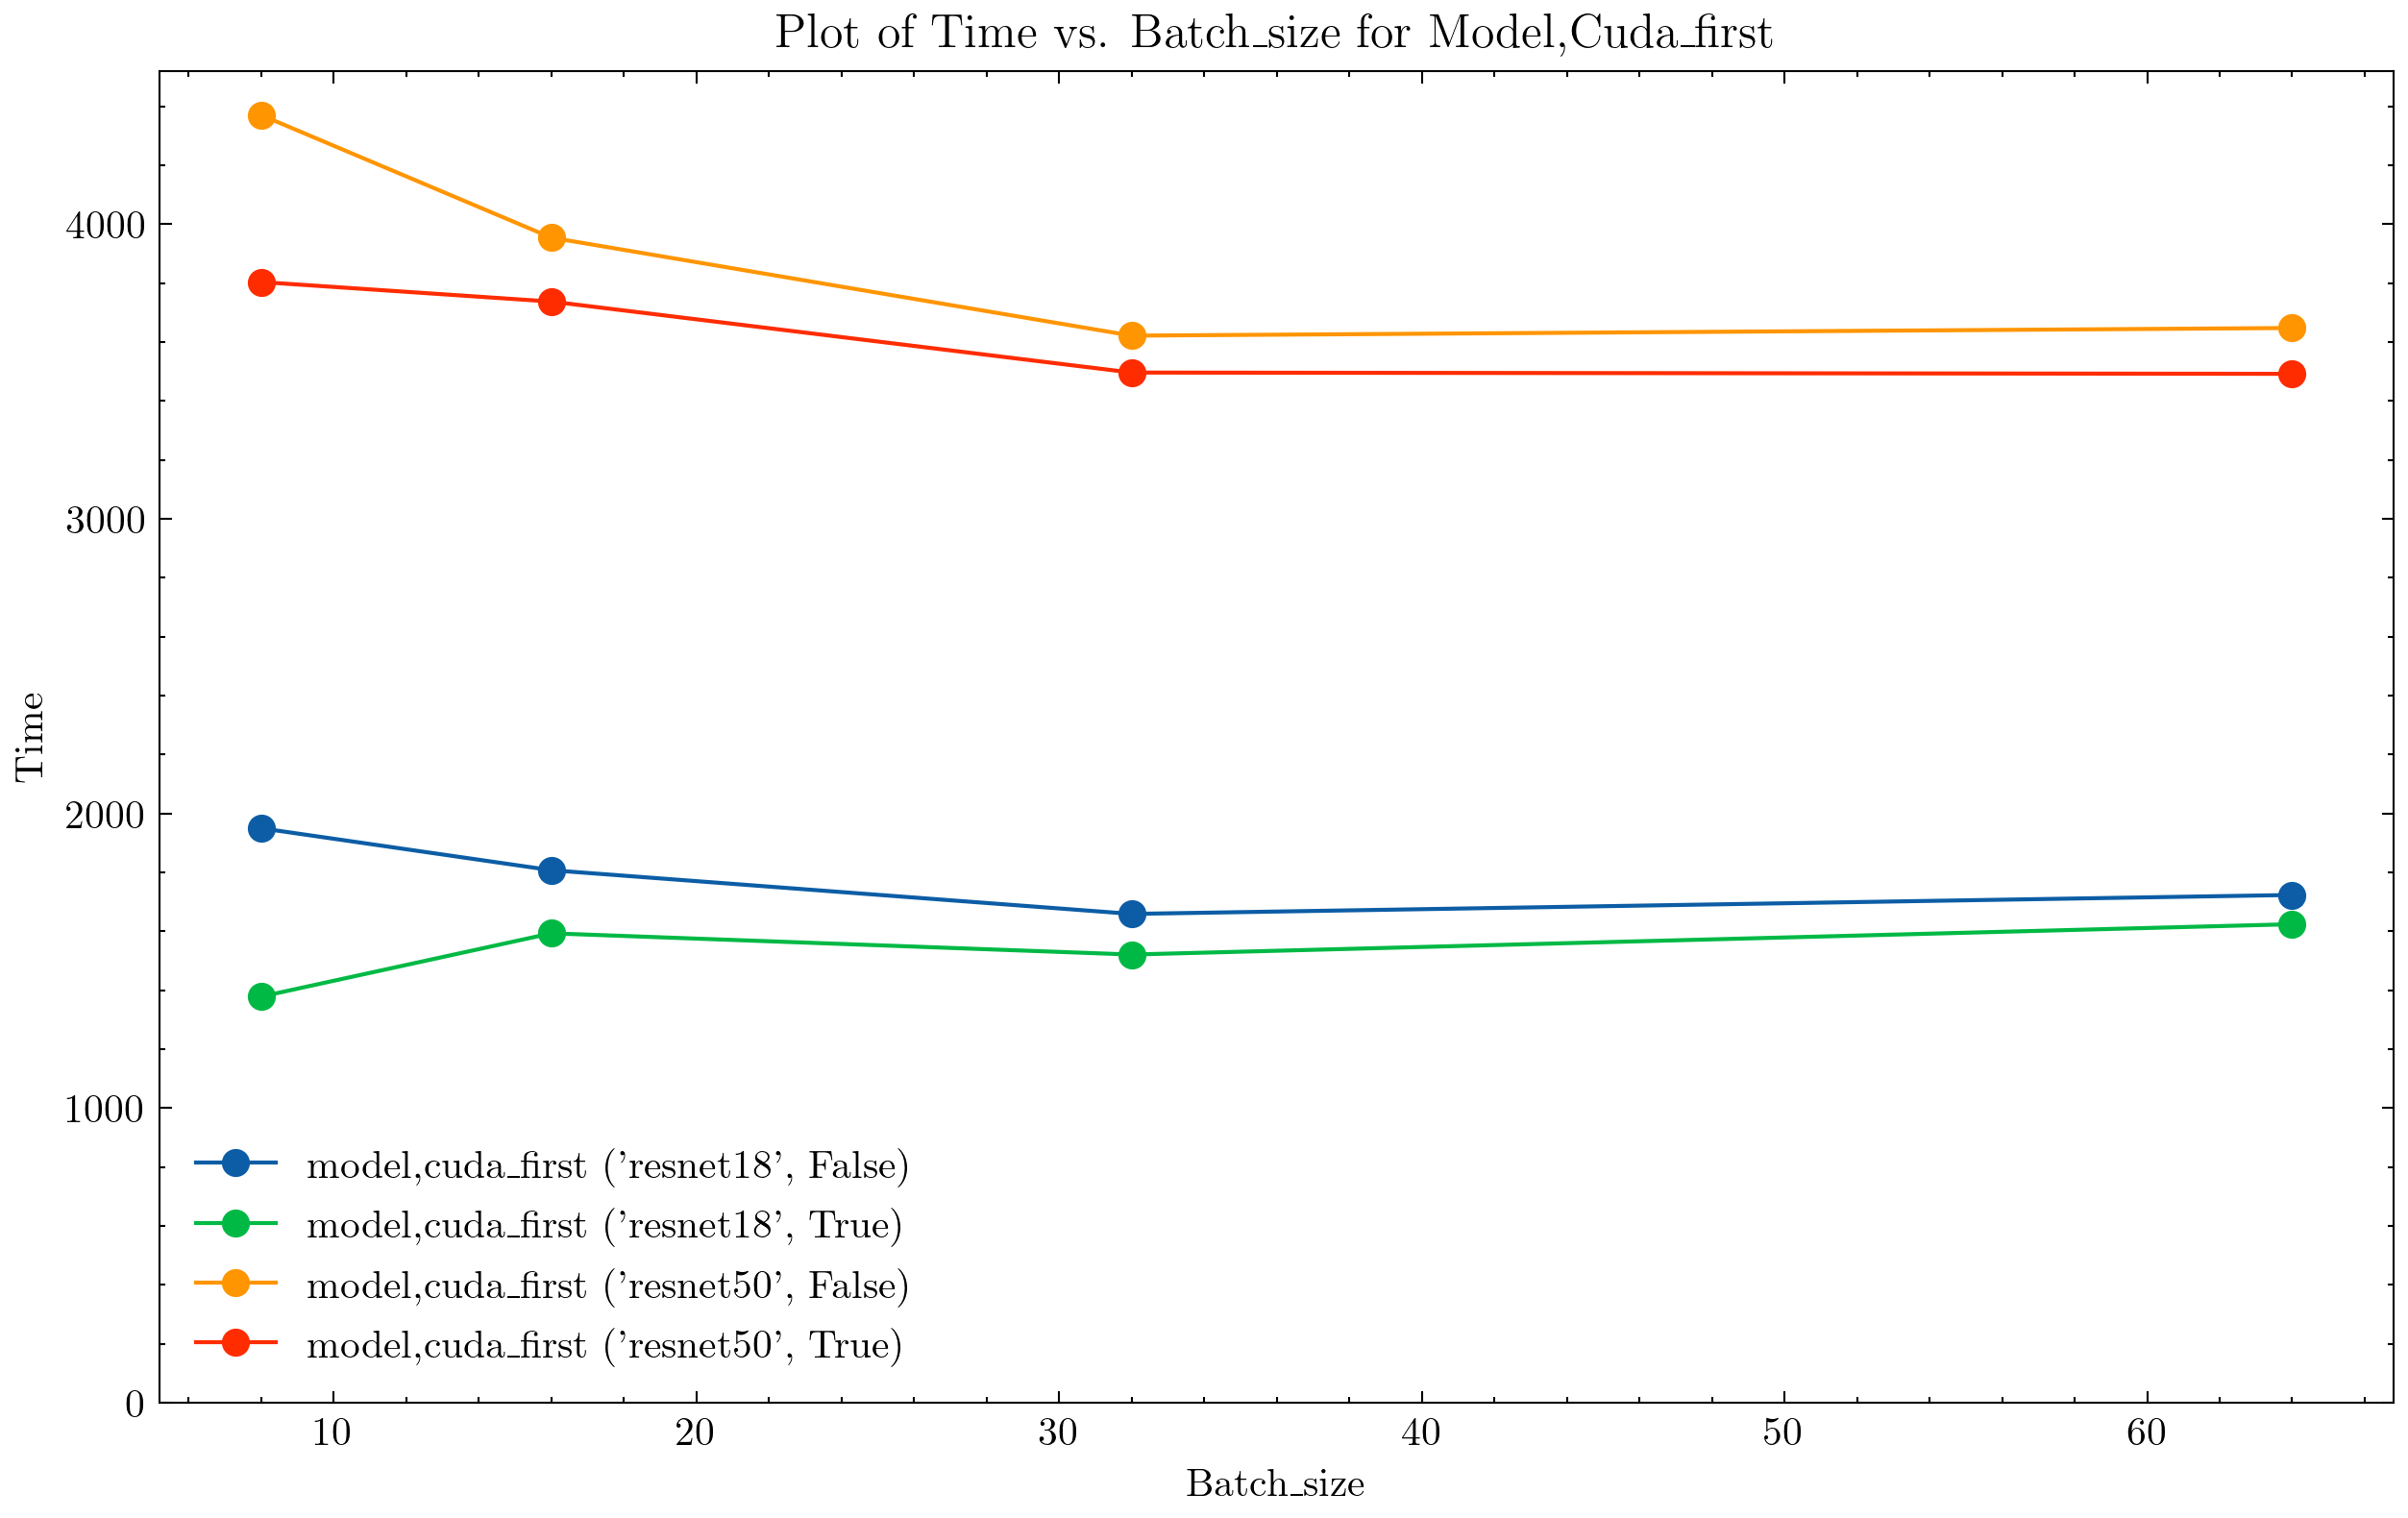 Plot of Time vs. Batch_size for Model,Cuda_first
4000
3000
2000
1000
0
Time
model,cuda_first ('resnet18', False)
model,cuda_first ('resnet18', True)
model,cuda_first ('resnet50', False)
model,cuda_first ('resnet50', True)
10 20 30 40 50 60
Batch_size